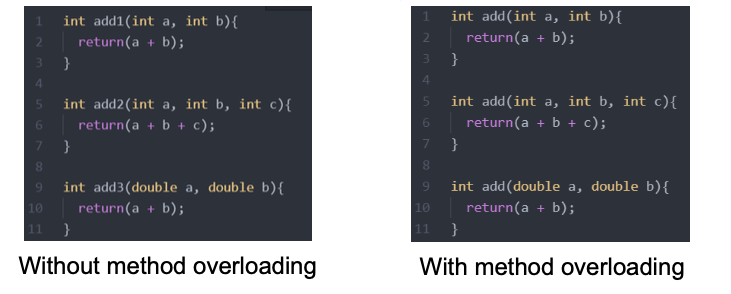 1 int add1(int a, int b){
2 return(a + b);
3 }
4
5 int add2(int a, int b, int c){
6 return(a + b + c);
7 }
8
9 int add3(double a, double b){
10 return(a + b);
11 }
Without method overloading
1 int add(int a, int b){
2 return(a + b);
3 }
4
5 int add(int a, int b, int c){
6 return(a + b + c);
7 }
8
9 int add(double a, double b){
10 return(a + b);
11 }
With method overloading